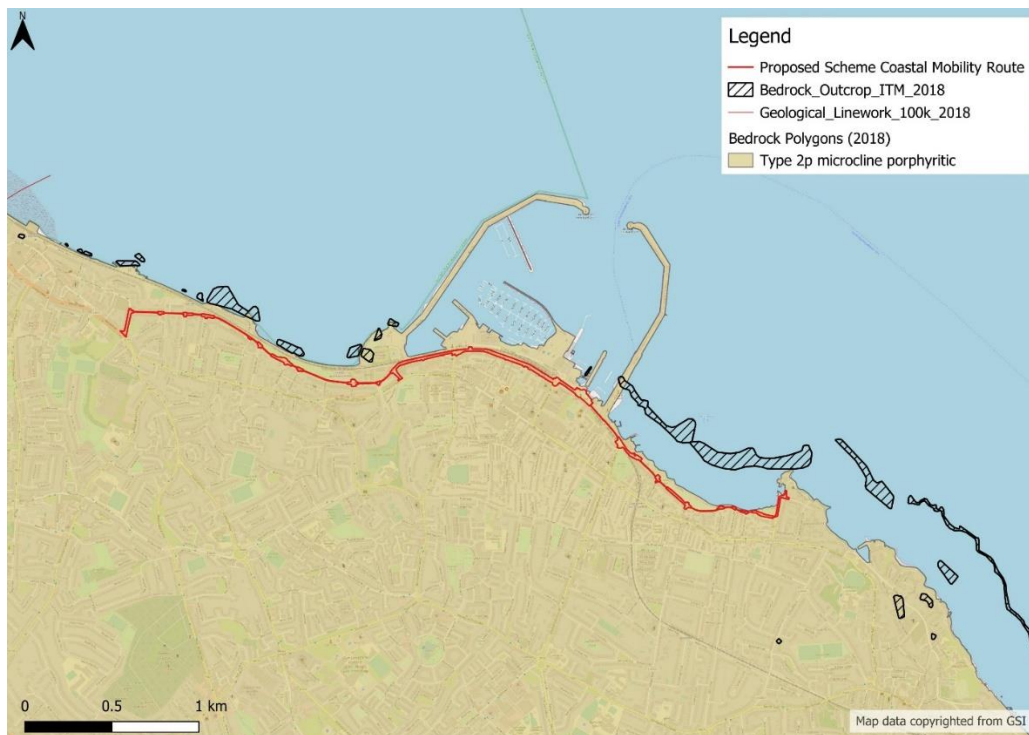 N
Legend
Proposed Scheme Coastal Mobility Route
Bedrock_Outcrop_ITM_2018
Geological_Linework_100k_2018
Bedrock Polygons (2018)
Type 2p microcline porphyritic
0 0.5 1 km
Map data copyrighted from GSI